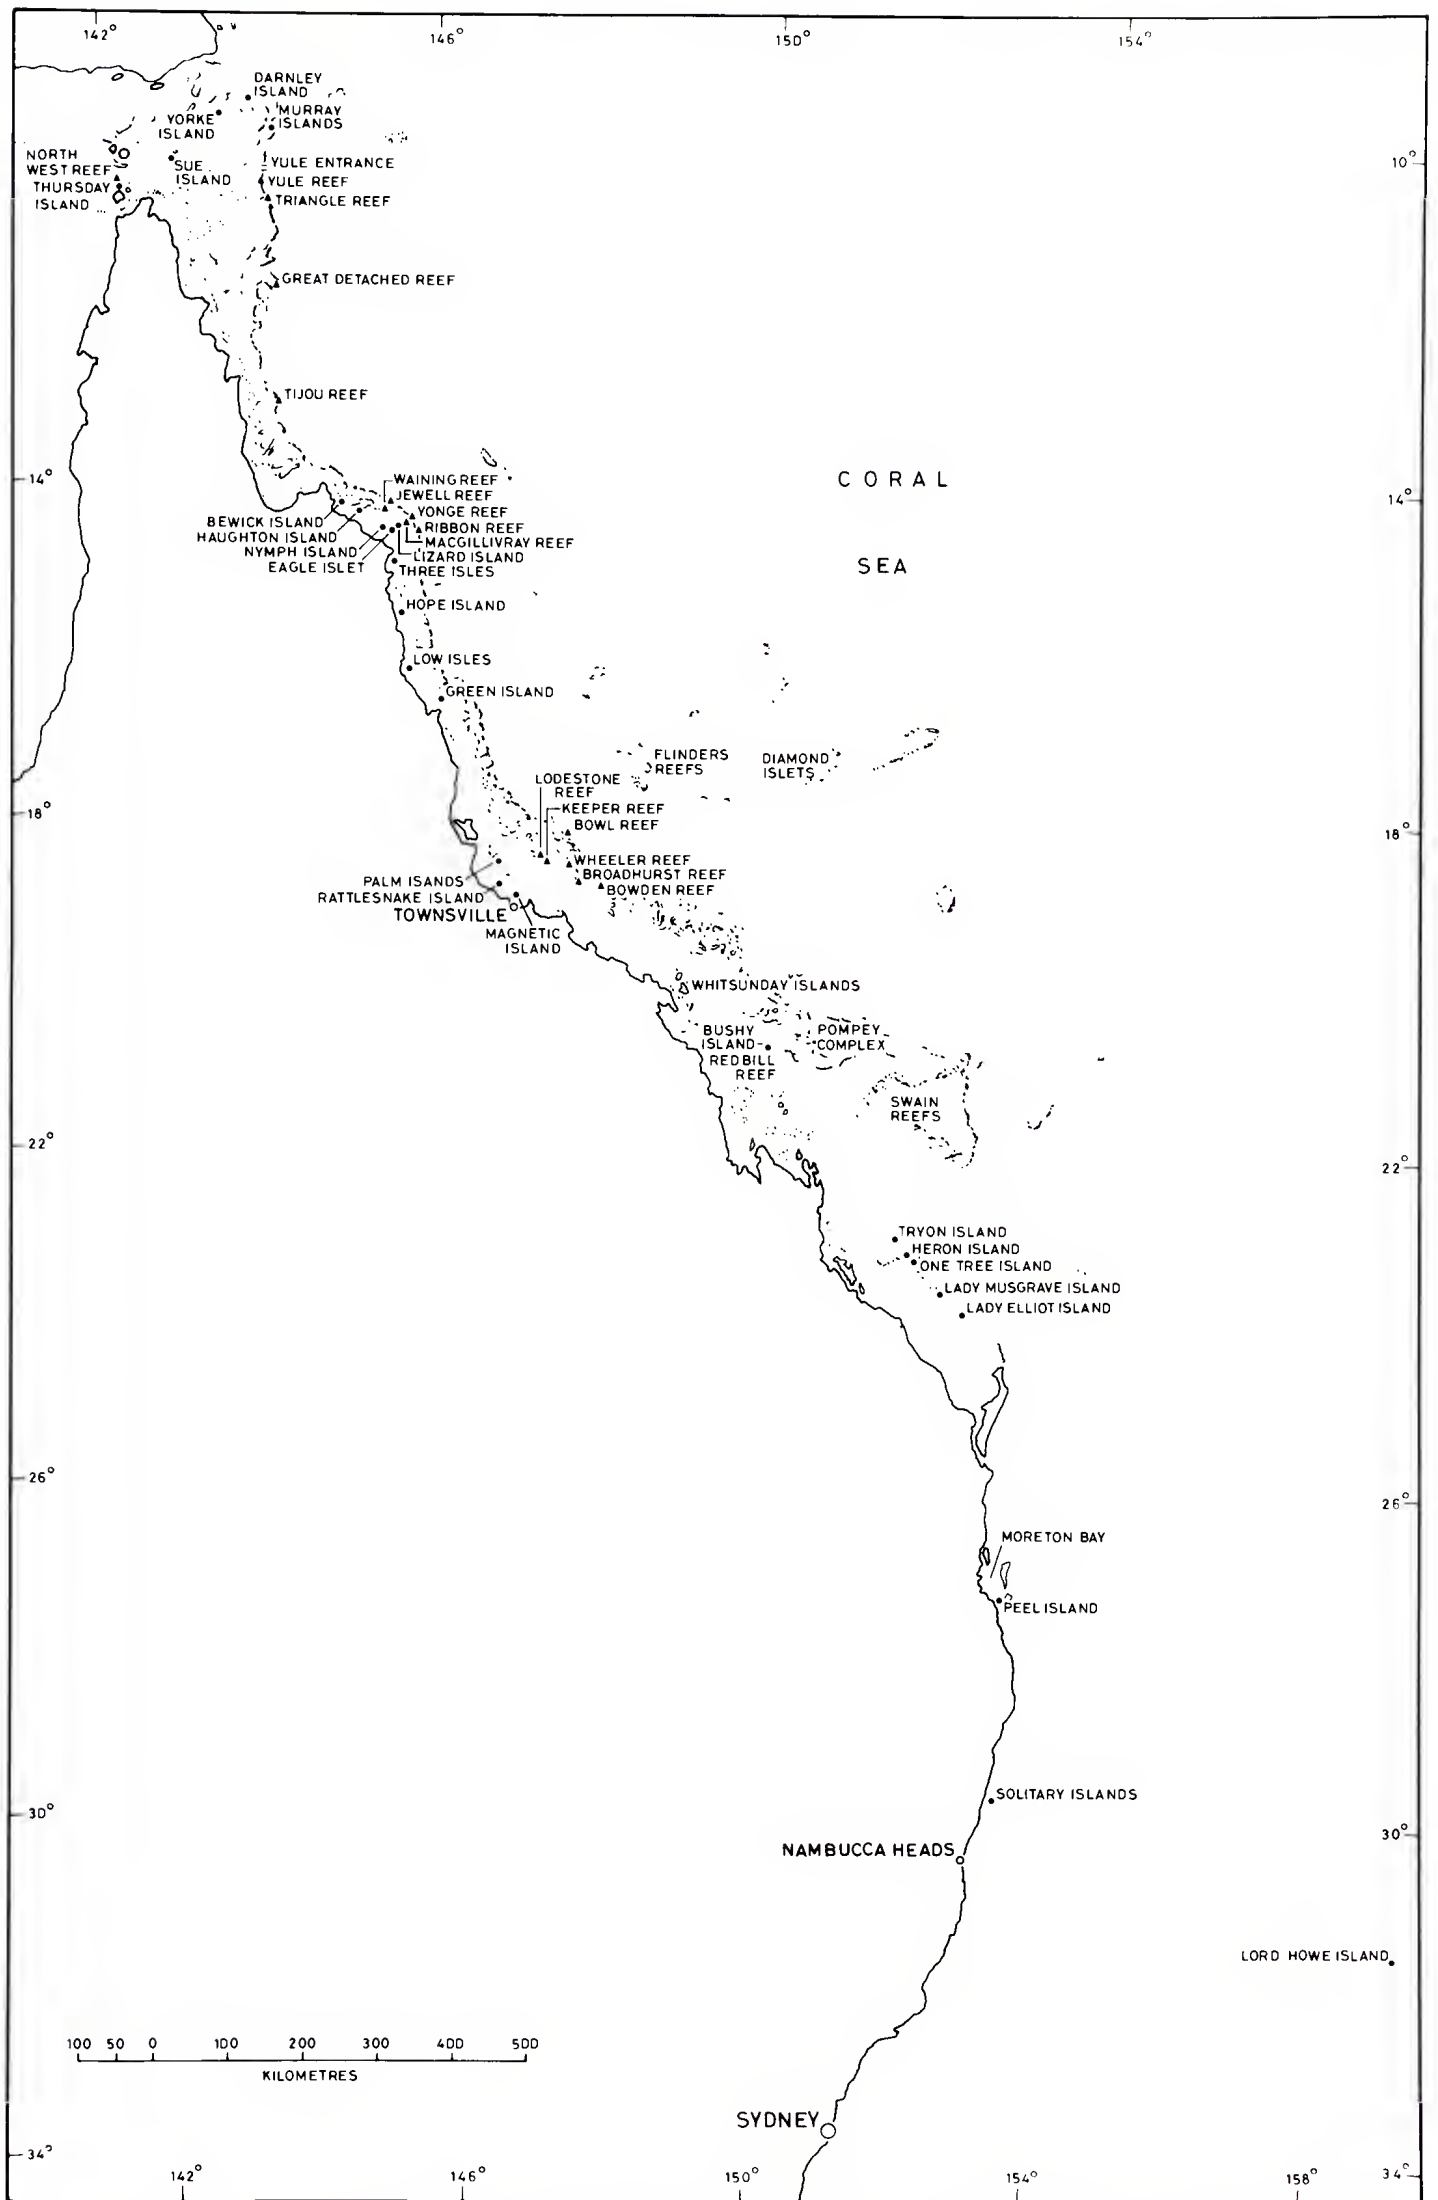 142°
146°
150°
154°
DARNLEY
ISLAND
YORKE
ISLAND
MURRAY
ISLANDS
NORTH
WEST REEF
THURSDAY
ISLAND
SUE
ISLAND
YULE ENTRANCE
YULE REEF
TRIANGLE REEF
10°
GREAT DETACHED REEF
TIJOU REEF
14°
CORAL
SEA
14°
WAINING REEF
JEWELL REEF
YONGE REEF
RIBBON REEF
MACGILLIVRAY REEF
LIZARD ISLAND
THREE ISLES
BEWICK ISLAND
HAUGHTON ISLAND
NYMPH ISLAND
EAGLE ISLET
HOPE ISLAND
LOW ISLES
GREEN ISLAND
FLINDERS
REEFS
DIAMOND
ISLETS
LODESTONE
REEF
KEEPER REEF
BOWL REEF
18°
18°
WHEELER REEF
BROADHURST REEF
BOWDEN REEF
PALM ISANDS
RATTLESNAKE ISLAND
TOWNSVILLE
MAGNETIC
ISLAND
WHITSUNDAY ISLANDS
BUSHY
ISLAND-
REDBILL
REEF
POMPEY
COMPLEX
SWAIN
REEFS
22°
22°
TRYON ISLAND
HERON ISLAND
ONE TREE ISLAND
LADY MUSGRAVE ISLAND
LADY ELLIOT ISLAND
26°
26°
MORETON BAY
PEEL ISLAND
SOLITARY ISLANDS
30°
30°
NAMBUCCA HEADS
LORD HOWE ISLAND
100 50 0 100 200 300 400 500
KILOMETRES
SYDNEY
34°
34°
142°
146°
150°
154°
158°